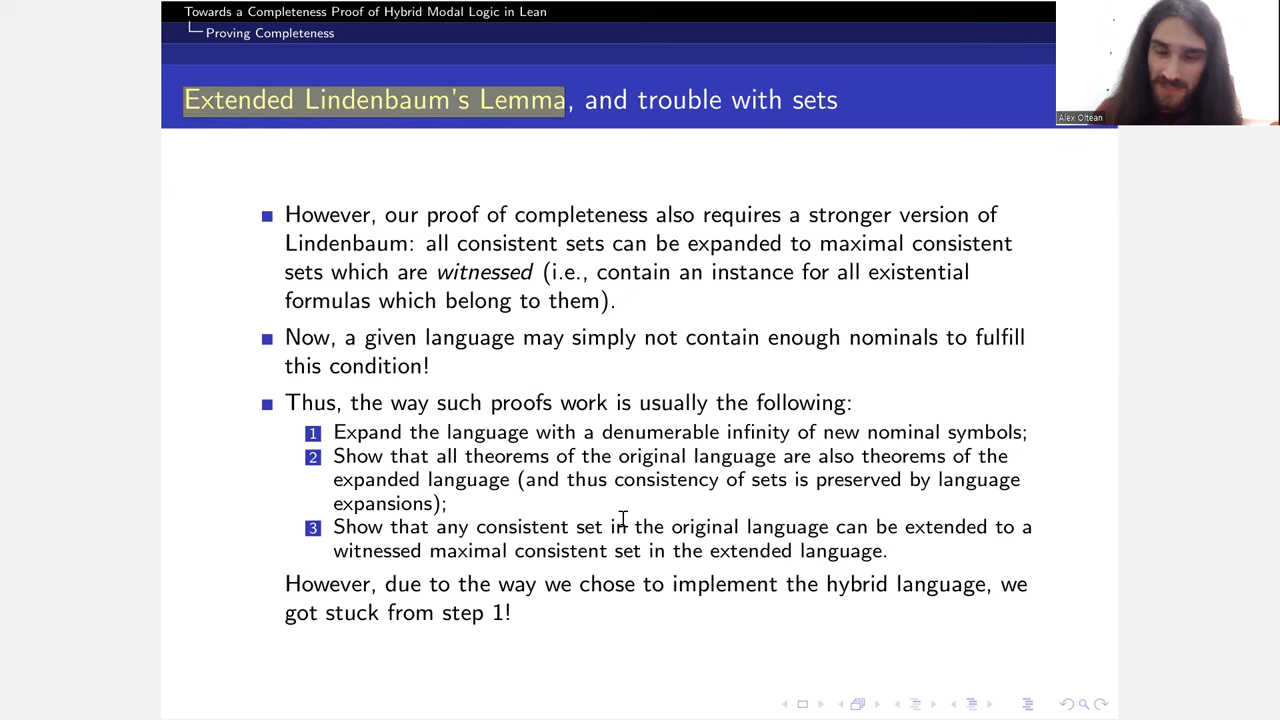 Towards a Completeness Proof of Hybrid Modal Logic in Lean
Proving Completeness
Extended Lindenbaum's Lemma, and trouble with sets
Alex Oltean
However, our proof of completeness also requires a stronger version of
Lindenbaum: all consistent sets can be expanded to maximal consistent
sets which are witnessed (i.e., contain an instance for all existential
formulas which belong to them).
Now, a given language may simply not contain enough nominals to fulfill
this condition!
Thus, the way such proofs work is usually the following:
1 Expand the language with a denumerable infinity of new nominal symbols;
2 Show that all theorems of the original language are also theorems of the
expanded language (and thus consistency of sets is preserved by language
expansions);
3 Show that any consistent set in the original language can be extended to a
witnessed maximal consistent set in the extended language.
However, due to the way we chose to implement the hybrid language, we
got stuck from step 1!